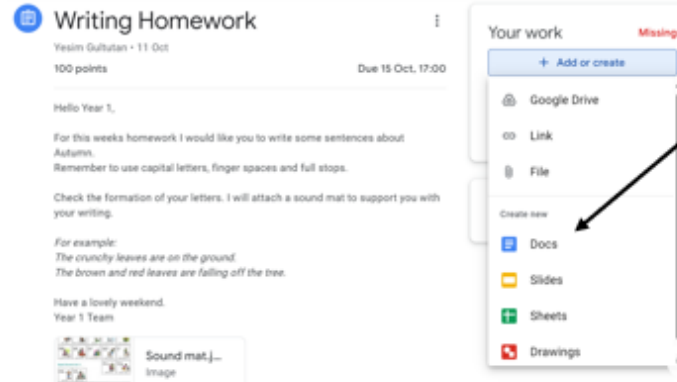 Writing Homework
Yesim Gultutan • 11 Oct
100 points
Due 15 Oct, 17:00
Hello Year 1,
For this weeks homework I would like you to write some sentences about
Autumn.
Remember to use capital letters, finger spaces and full stops.
Check the formation of your letters. I will attach a sound mat to support you with
your writing.
For example:
The crunchy leaves are on the ground.
The brown and red leaves are falling off the tree.
Have a lovely weekend.
Year 1 Team
Sound mat.j...
Image
Your work
Missing
+ Add or create
Google Drive
Link
File
Create new
Docs
Slides
Sheets
Drawings